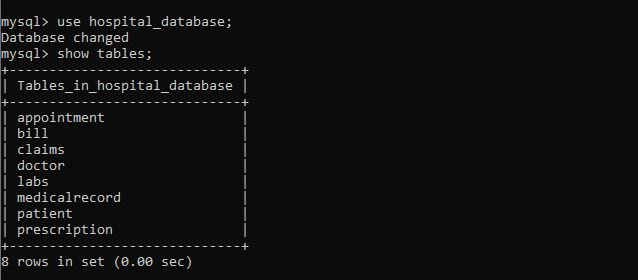 mysql> use hospital_database;
Database changed
mysql> show tables;
+-----------------------------+
| Tables_in_hospital_database |
+-----------------------------+
| appointment                 |
| bill                        |
| claims                      |
| doctor                      |
| labs                        |
| medicalrecord               |
| patient                     |
| prescription                |
+-----------------------------+
8 rows in set (0.00 sec)